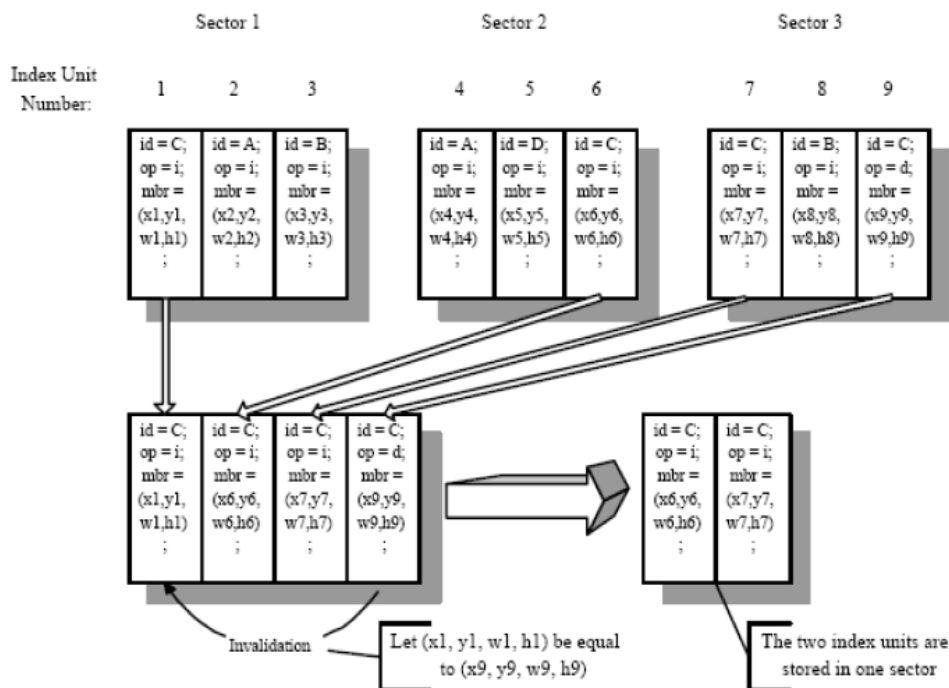 Sector 1 Sector 2 Sector 3
Index Unit
Number:
1 2 3 4 5 6 7 8 9
id = C;
op = i;
mbr =
(x1,y1,
w1,h1)
;
id = A;
op = i;
mbr =
(x2,y2,
w2,h2)
;
id = B;
op = i;
mbr =
(x3,y3,
w3,h3)
;
id = A;
op = i;
mbr =
(x4,y4,
w4,h4)
;
id = D;
op = i;
mbr =
(x5,y5,
w5,h5)
;
id = C;
op = i;
mbr =
(x6,y6,
w6,h6)
;
id = C;
op = i;
mbr =
(x7,y7,
w7,h7)
;
id = B;
op = i;
mbr =
(x8,y8,
w8,h8)
;
id = C;
op = d;
mbr =
(x9,y9,
w9,h9)
;
id = C;
op = i;
mbr =
(x1,y1,
w1,h1)
;
id = C;
op = i;
mbr =
(x6,y6,
w6,h6)
;
id = C;
op = i;
mbr =
(x7,y7,
w7,h7)
;
id = C;
op = d;
mbr =
(x9,y9,
w9,h9)
;
id = C;
op = i;
mbr =
(x6,y6,
w6,h6)
;
id = C;
op = i;
mbr =
(x7,y7,
w7,h7)
;
Invalidation
Let (x1, y1, w1, h1) be equal
to (x9, y9, w9, h9)
The two index units are
stored in one sector